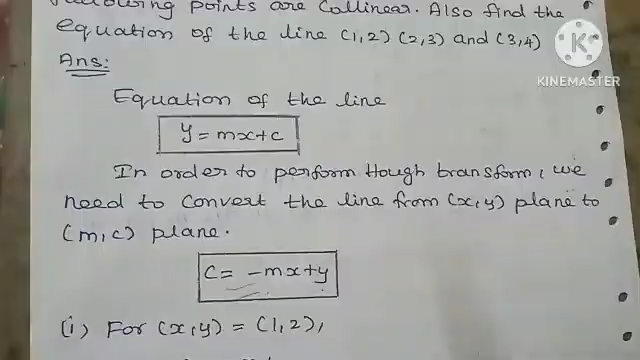 following points are Collinear. Also find the
equation of the line (1,2) (2,3) and (3,4)
KINEMASTER
Ans:
Equation of the line
y = mx+c
In order to perform Hough transform, we
need to convert the line from (x,y) plane to
(m,c) plane.
C = -mx+y
(i) For (x,y) = (1,2),